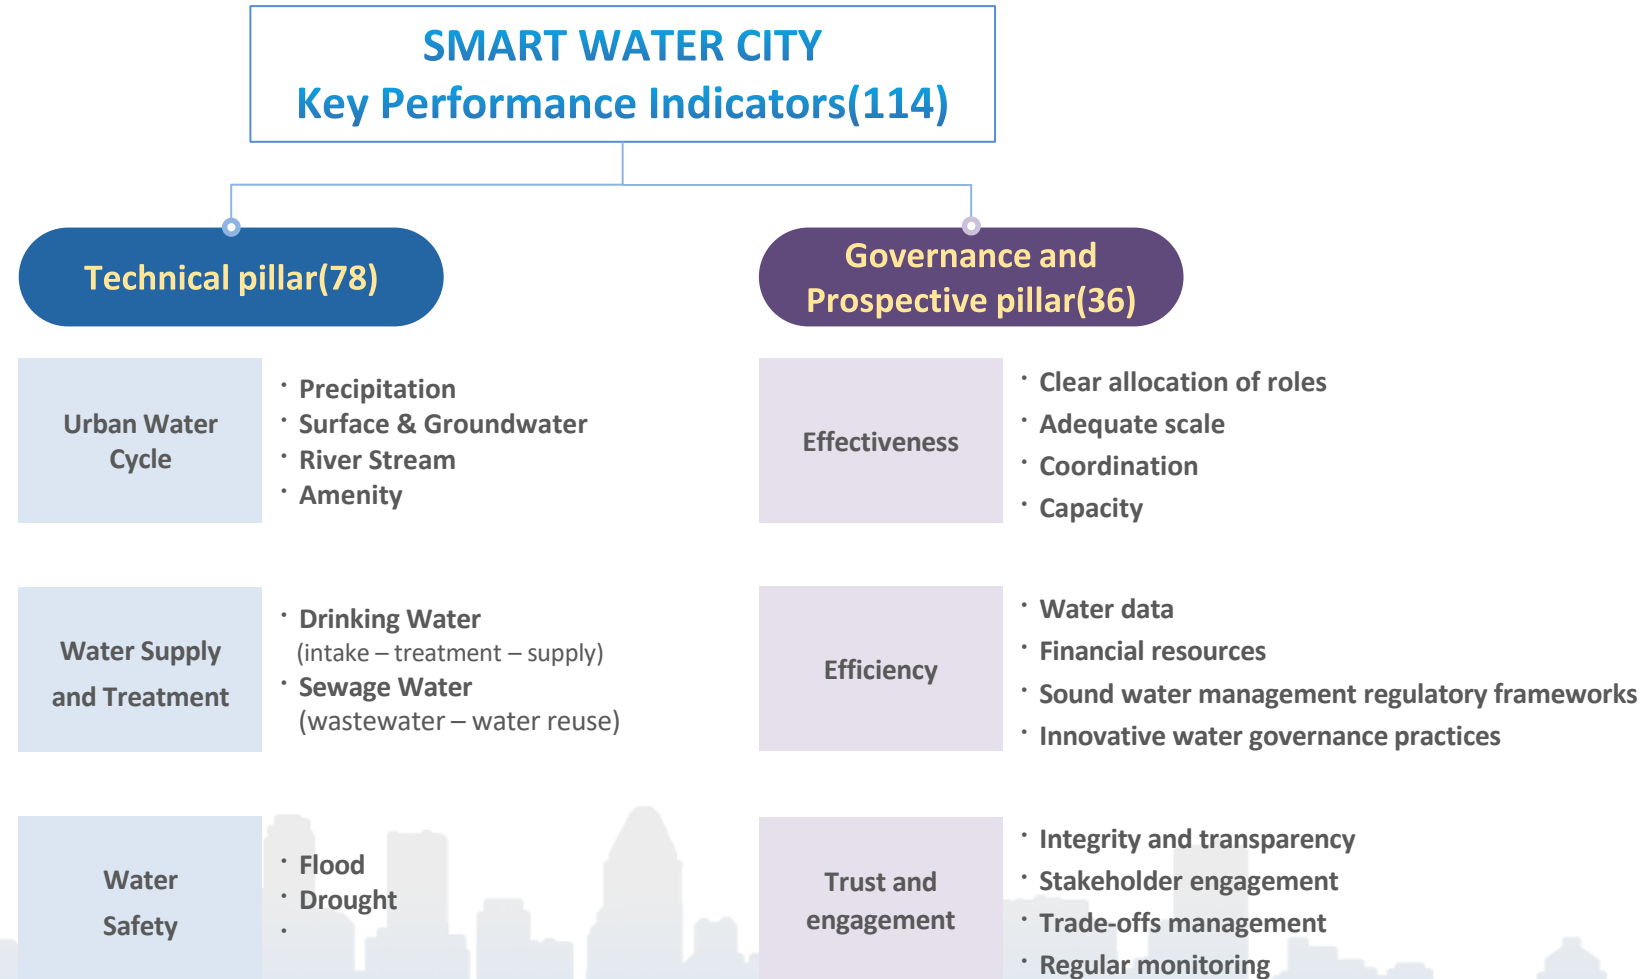 SMART WATER CITY
Key Performance Indicators(114)
Technical pillar(78)
Urban Water
Cycle
· Precipitation
· Surface & Groundwater
· River Stream
· Amenity
Water Supply
and Treatment
· Drinking Water
(intake – treatment – supply)
· Sewage Water
(wastewater – water reuse)
Water
Safety
· Flood
· Drought
·
Governance and
Prospective pillar(36)
Effectiveness
· Clear allocation of roles
· Adequate scale
· Coordination
· Capacity
Efficiency
· Water data
· Financial resources
· Sound water management regulatory frameworks
· Innovative water governance practices
Trust and
engagement
· Integrity and transparency
· Stakeholder engagement
· Trade-offs management
· Regular monitoring